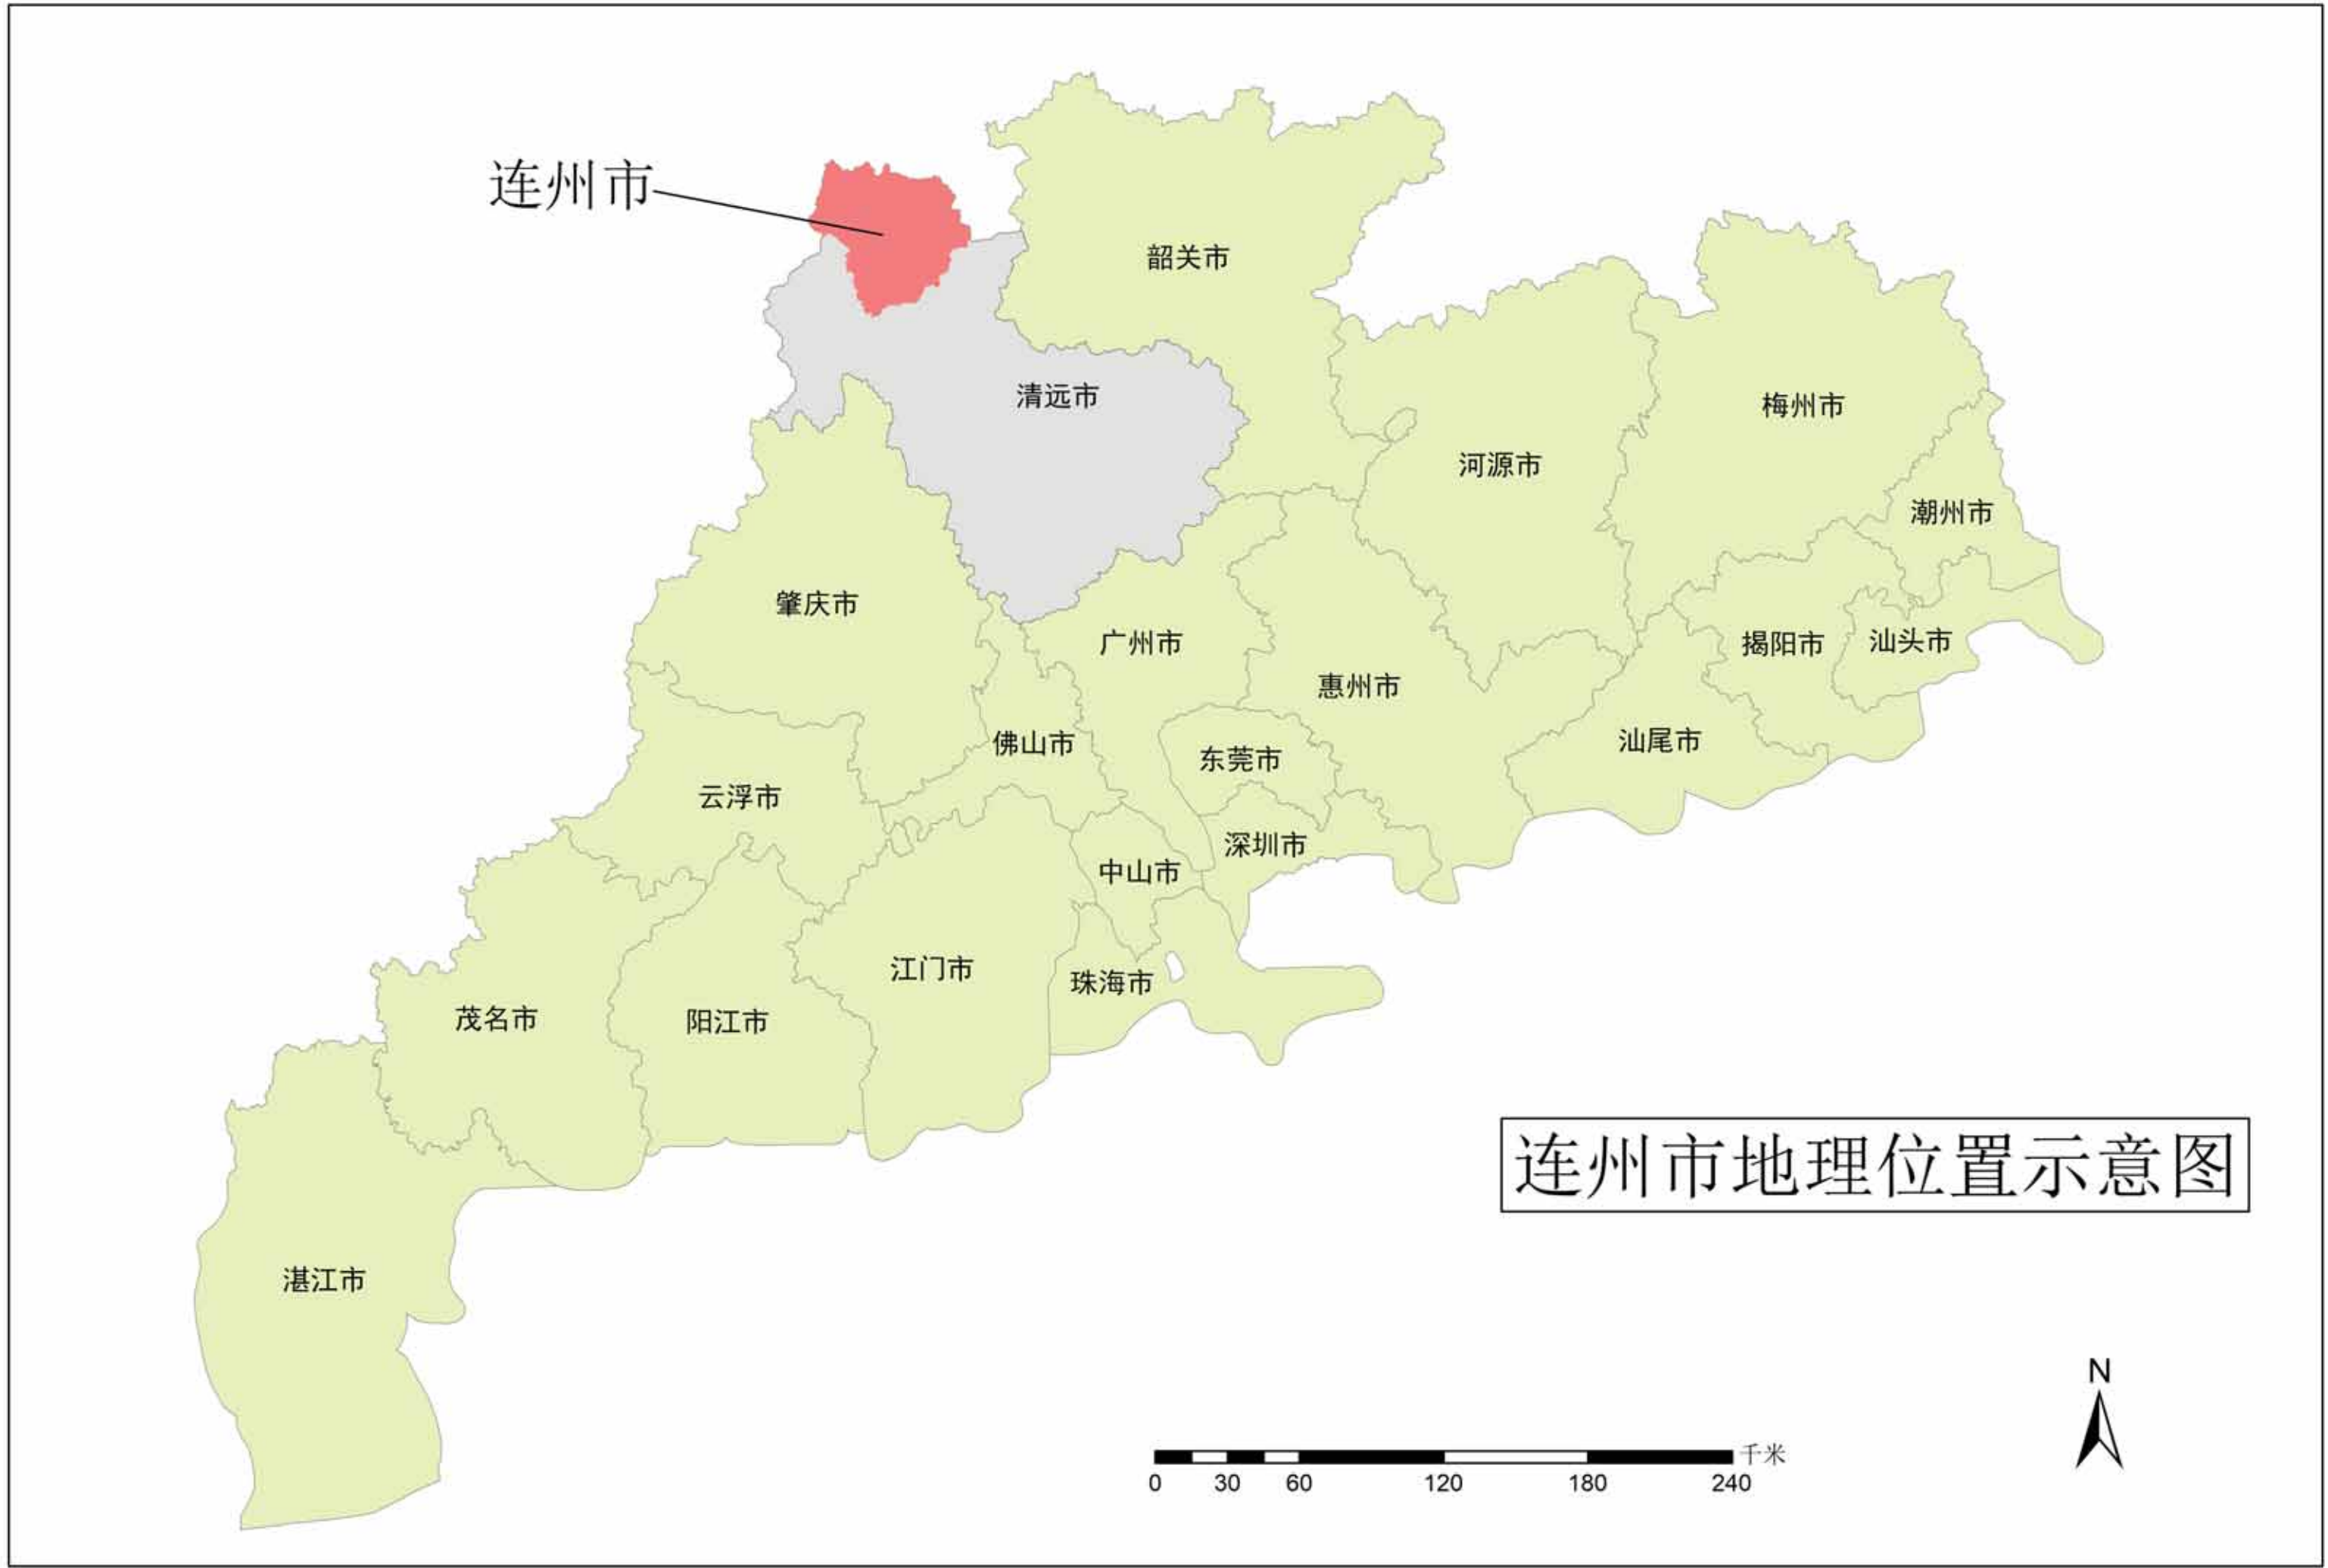 连州市
韶关市
清远市
梅州市
河源市
潮州市
肇庆市
广州市
揭阳市
汕头市
惠州市
佛山市
东莞市
汕尾市
云浮市
深圳市
中山市
江门市
珠海市
茂名市
阳江市
连州市地理位置示意图
湛江市
N
千米
0 30 60 120 180 240